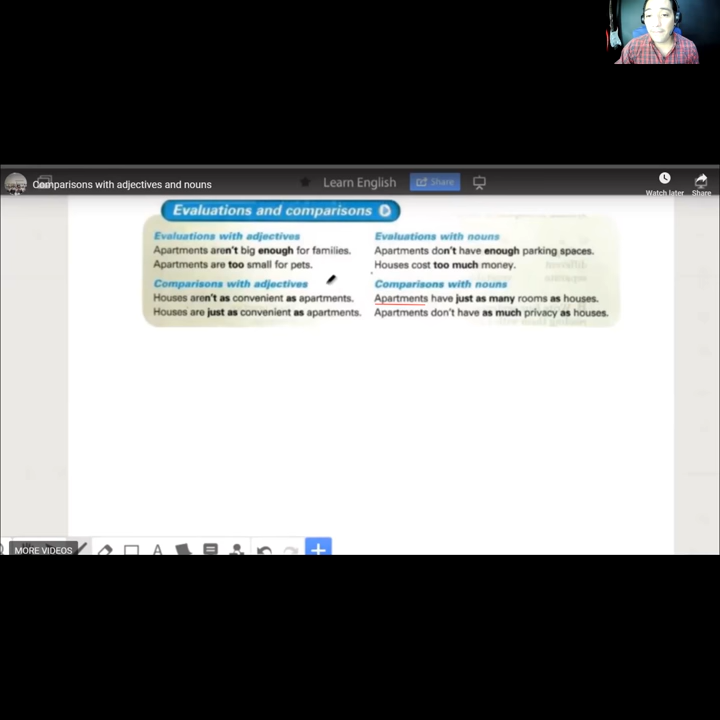 Comparisons with adjectives and nouns
Learn English
Share
Watch later
Share
Evaluations and comparisons
Evaluations with adjectives
Apartments aren't big enough for families.
Apartments are too small for pets.
Comparisons with adjectives
Houses aren't as convenient as apartments.
Houses are just as convenient as apartments.
Evaluations with nouns
Apartments don't have enough parking spaces.
Houses cost too much money.
Comparisons with nouns
Apartments have just as many rooms as houses.
Apartments don't have as much privacy as houses.
MORE VIDEOS
A